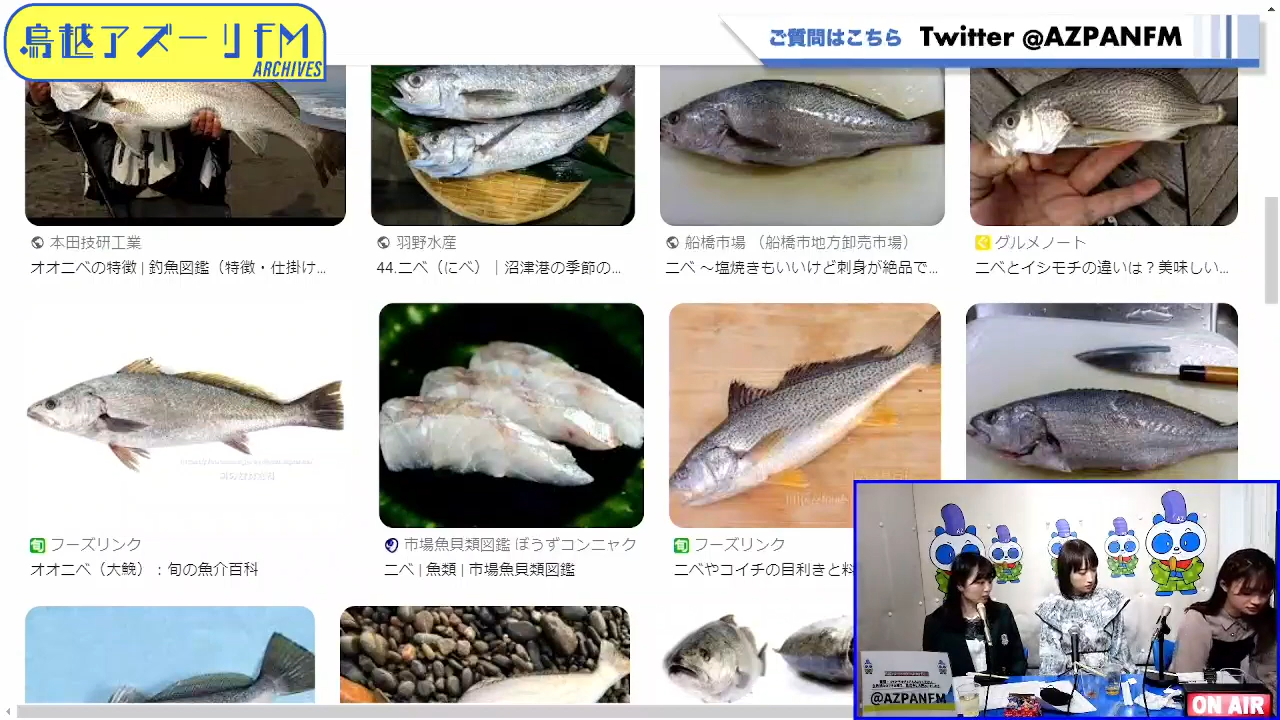 鳥越アズーリFM
ARCHIVES
ご質問はこちら Twitter @AZPANFM
本田技研工業
オオニベの特徴 | 釣魚図鑑（特徴・仕掛け...
羽野水産
44.ニベ（にべ）｜沼津港の季節の...
船橋市場 （船橋市地方卸売市場）
ニベ ～塩焼きもいいけど刺身が絶品で...
グルメノート
ニベとイシモチの違いは？美味しい...
旬 フーズリンク
オオニベ（大鮸）：旬の魚介百科
市場魚貝類図鑑 ぼうずコンニャク
ニベ | 魚類 | 市場魚貝類図鑑
旬 フーズリンク
ニベやコイチの目利きと料
@AZPANFM
ON AIR